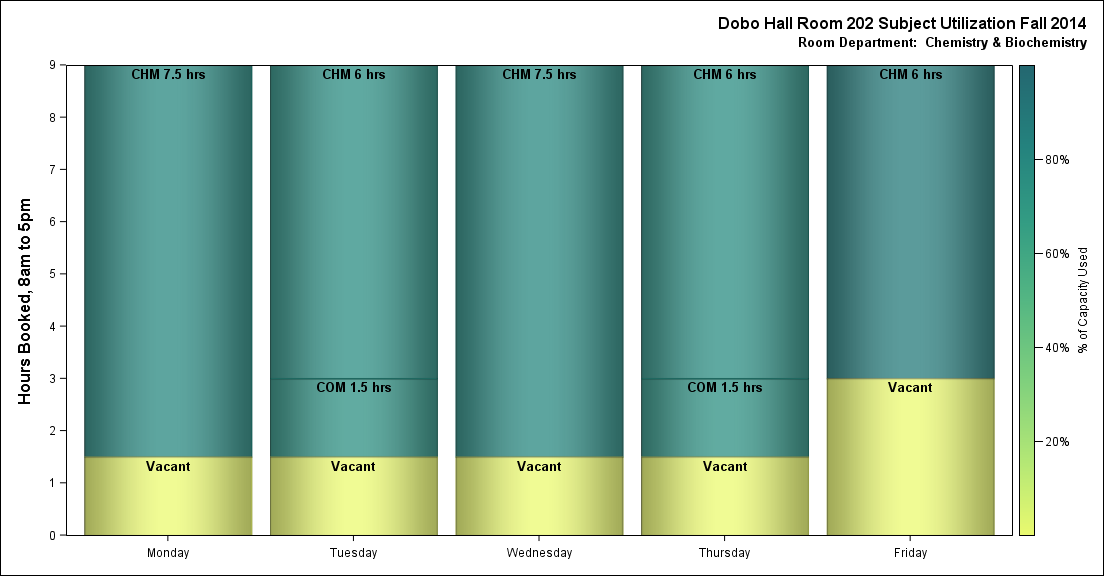 Dobo Hall Room 202 Subject Utilization Fall 2014
Room Department:  Chemistry & Biochemistry
Hours Booked, 8am to 5pm
9
8
7
6
5
4
3
2
1
0
CHM 7.5 hrs
CHM 6 hrs
CHM 7.5 hrs
CHM 6 hrs
CHM 6 hrs
COM 1.5 hrs
COM 1.5 hrs
Vacant
Vacant
Vacant
Vacant
Vacant
Monday
Tuesday
Wednesday
Thursday
Friday
80%
60%
40%
20%
% of Capacity Used